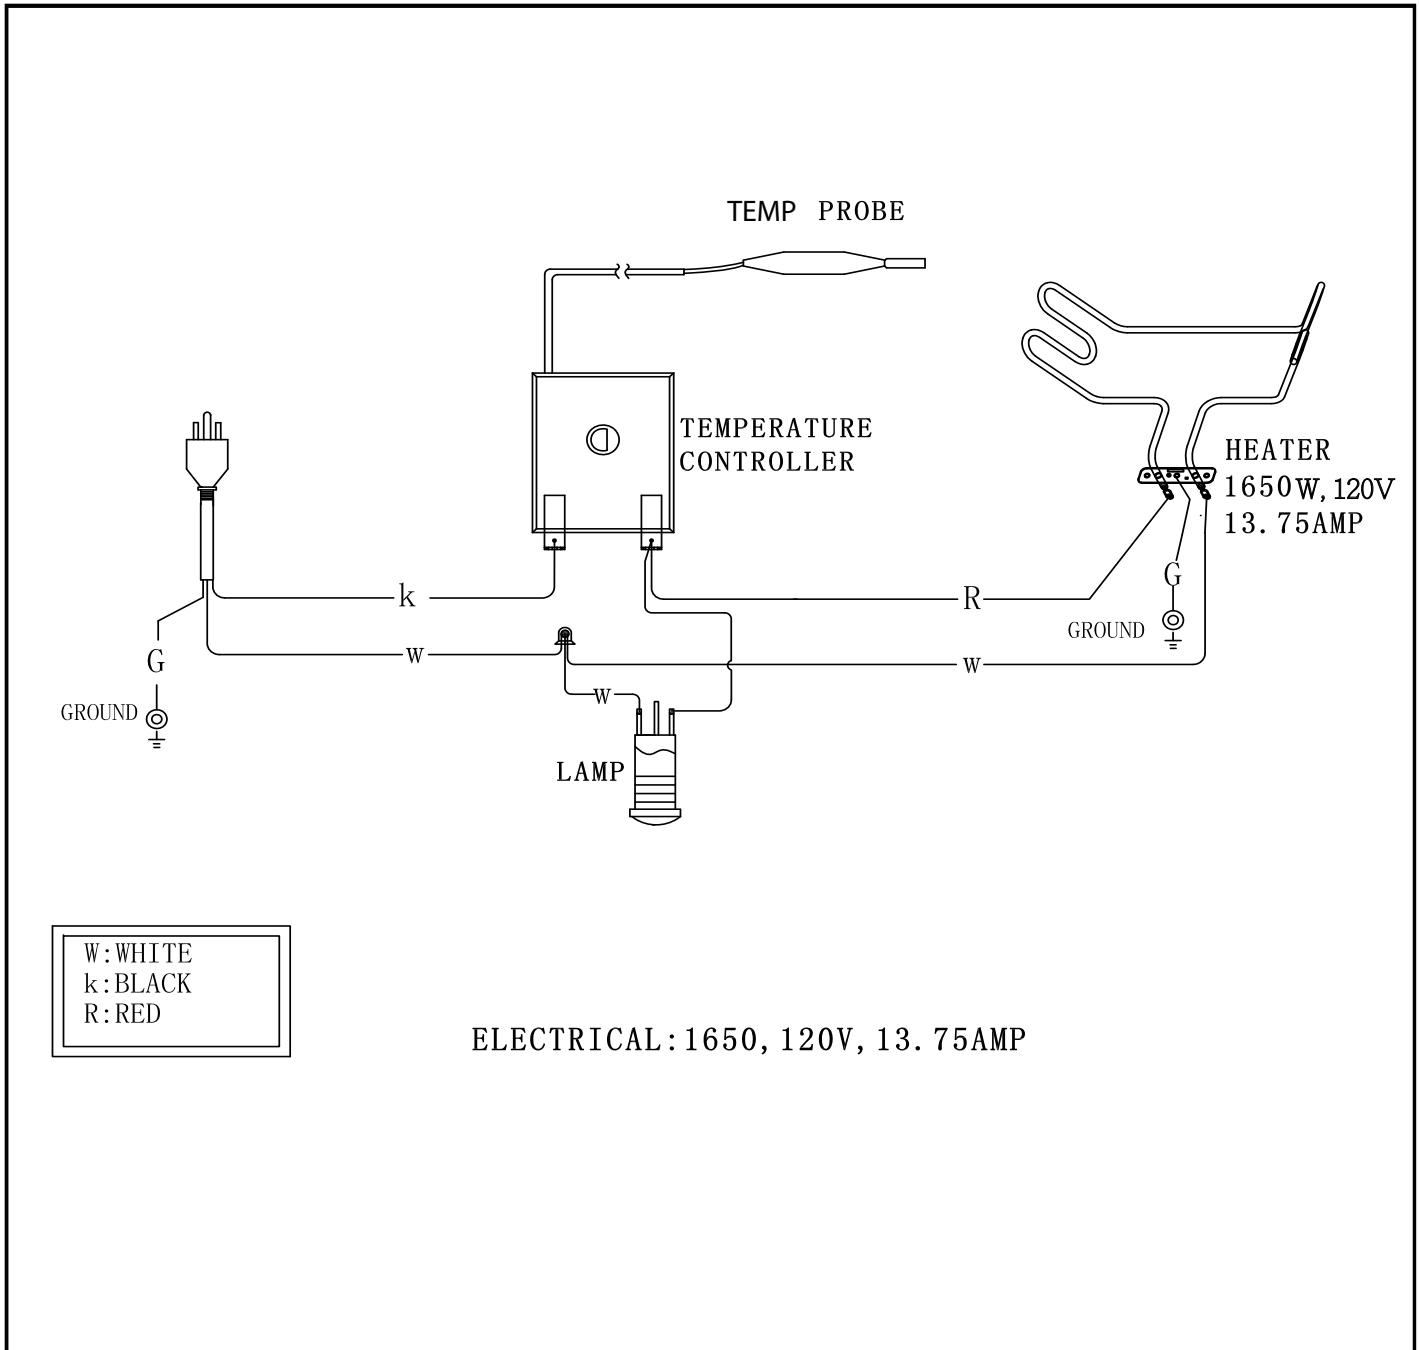 TEMP PROBE
TEMPERATURE
CONTROLLER
HEATER
1650W, 120V
13.75AMP
k
R
G
GROUND
W
W
G
W
GROUND
LAMP
W:WHITE
k:BLACK
R:RED
ELECTRICAL:1650, 120V, 13.75AMP